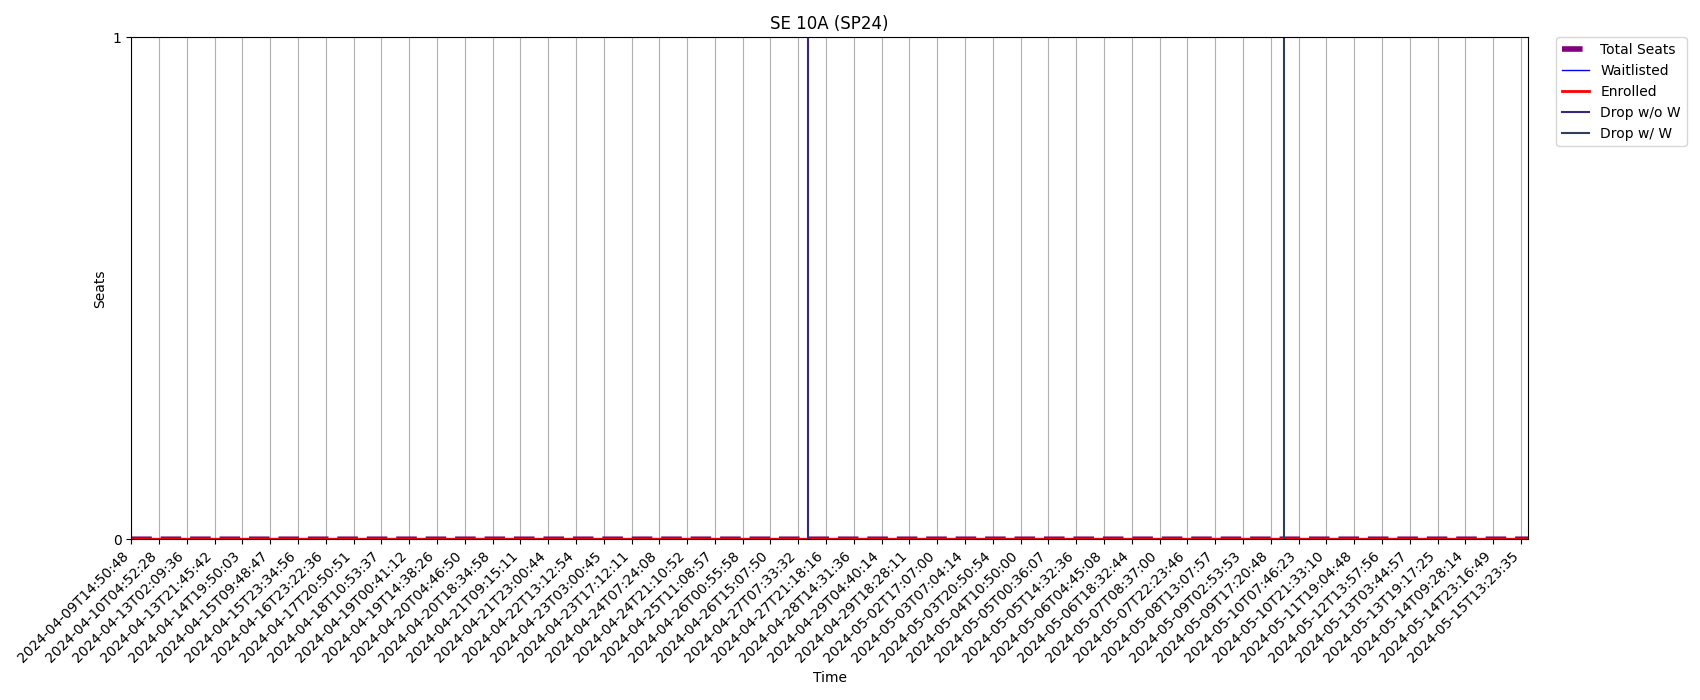 SE 10A (SP24)
1
0
Seats
2024-04-09T14:50:48
2024-04-10T04:52:28
2024-04-13T02:09:36
2024-04-13T21:45:42
2024-04-14T19:50:03
2024-04-15T09:48:47
2024-04-15T23:34:56
2024-04-16T23:22:36
2024-04-17T20:50:51
2024-04-18T10:53:37
2024-04-19T00:41:12
2024-04-19T14:38:26
2024-04-20T04:46:50
2024-04-20T18:34:58
2024-04-21T09:15:11
2024-04-21T23:00:44
2024-04-22T13:12:54
2024-04-23T03:00:45
2024-04-23T17:12:11
2024-04-24T07:24:08
2024-04-24T21:10:52
2024-04-25T11:08:57
2024-04-26T00:55:58
2024-04-26T15:07:50
2024-04-27T07:33:32
2024-04-27T21:18:16
2024-04-28T14:31:36
2024-04-29T04:40:14
2024-04-29T18:28:11
2024-05-02T17:07:00
2024-05-03T07:04:14
2024-05-03T20:50:54
2024-05-04T10:50:00
2024-05-05T00:36:07
2024-05-05T14:32:36
2024-05-06T04:45:08
2024-05-06T18:32:44
2024-05-07T08:37:00
2024-05-07T22:23:46
2024-05-08T13:07:57
2024-05-09T02:53:53
2024-05-09T17:20:48
2024-05-10T07:46:23
2024-05-10T21:33:10
2024-05-11T19:04:48
2024-05-12T13:57:56
2024-05-13T03:44:57
2024-05-13T19:17:25
2024-05-14T09:28:14
2024-05-14T23:16:49
2024-05-15T13:23:35
Time
Total Seats
Waitlisted
Enrolled
Drop w/o W
Drop w/ W